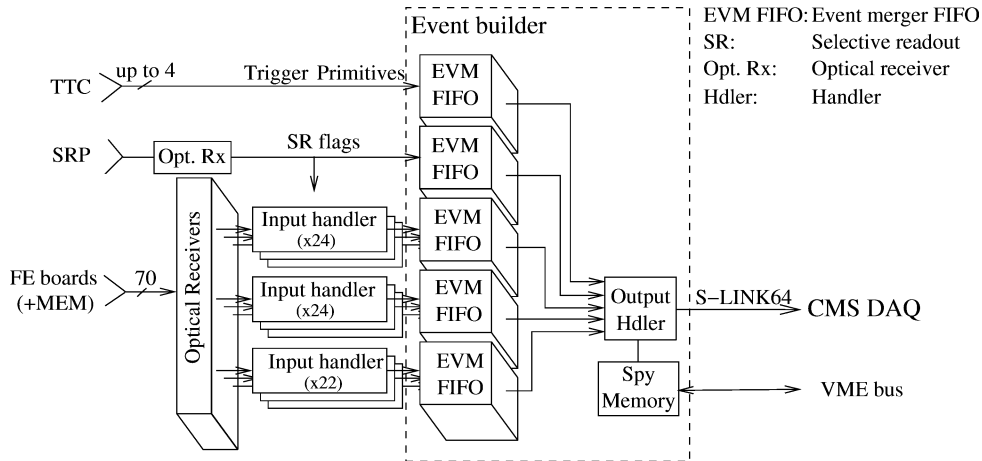 Event builder
EVM FIFO: Event merger FIFO
SR: Selective readout
Opt. Rx: Optical receiver
Hdler: Handler
TTC
up to 4
Trigger Primitives
EVM
FIFO
SRP
Opt. Rx
SR flags
EVM
FIFO
FE boards
(+MEM)
70
Optical Receivers
Input handler
(x24)
EVM
FIFO
Input handler
(x24)
EVM
FIFO
Input handler
(x22)
EVM
FIFO
Output
Hdler
S-LINK64
CMS DAQ
Spy
Memory
VME bus